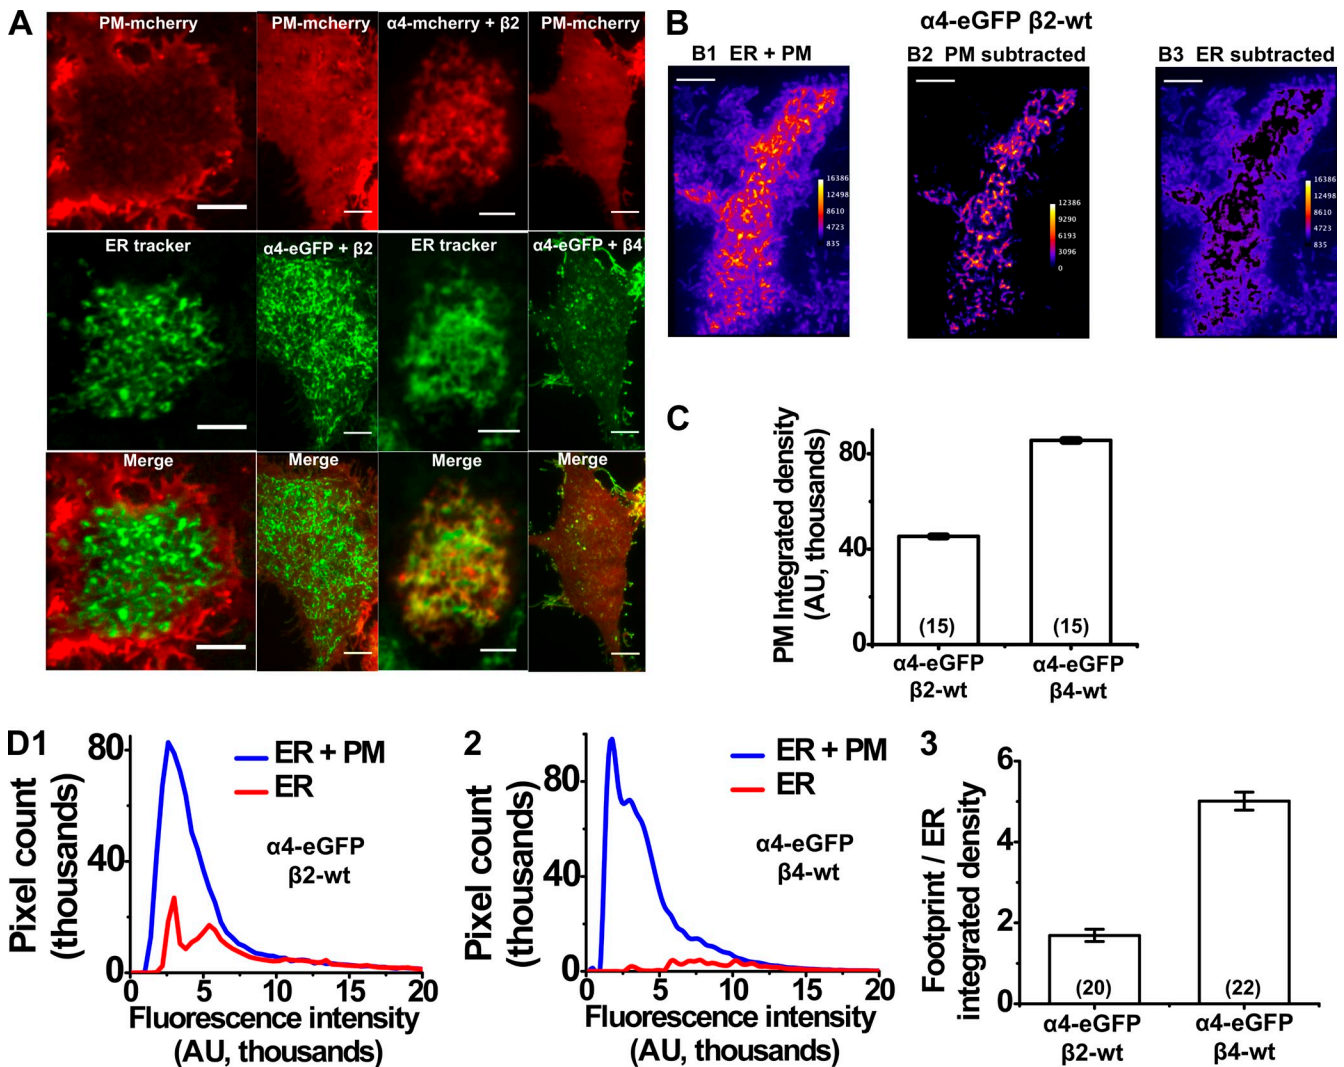 A
PM-mcherry
PM-mcherry
α4-mcherry + β2
PM-mcherry
ER tracker
α4-eGFP + β2
ER tracker
α4-eGFP + β4
Merge
Merge
Merge
Merge
B
α4-eGFP β2-wt
B1 ER + PM
B2 PM subtracted
B3 ER subtracted
16386
12498
8610
4723
835
12386
9290
6193
3096
0
16386
12498
8610
4723
835
C
PM Integrated density
(AU, thousands)
80
40
0
(15)
(15)
α4-eGFP
β2-wt
α4-eGFP
β4-wt
D1
Pixel count
(thousands)
80
40
0
ER + PM
ER
α4-eGFP
β2-wt
0
5
10
15
20
Fluorescence intensity
(AU, thousands)
2
Pixel count
(thousands)
80
40
0
ER + PM
ER
α4-eGFP
β4-wt
0
5
10
15
20
Fluorescence intensity
(AU, thousands)
3
Footprint / ER
integrated density
6
4
2
0
(20)
(22)
α4-eGFP
β2-wt
α4-eGFP
β4-wt